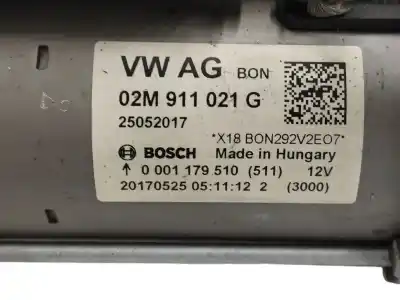 VW AG BON
02M 911 021 G
25052017
*X18 BON292V2EO7*
BOSCH Made in Hungary
↑ 0 001 179 510 (511) 12V
20170525 05:11:12 2 (3000)